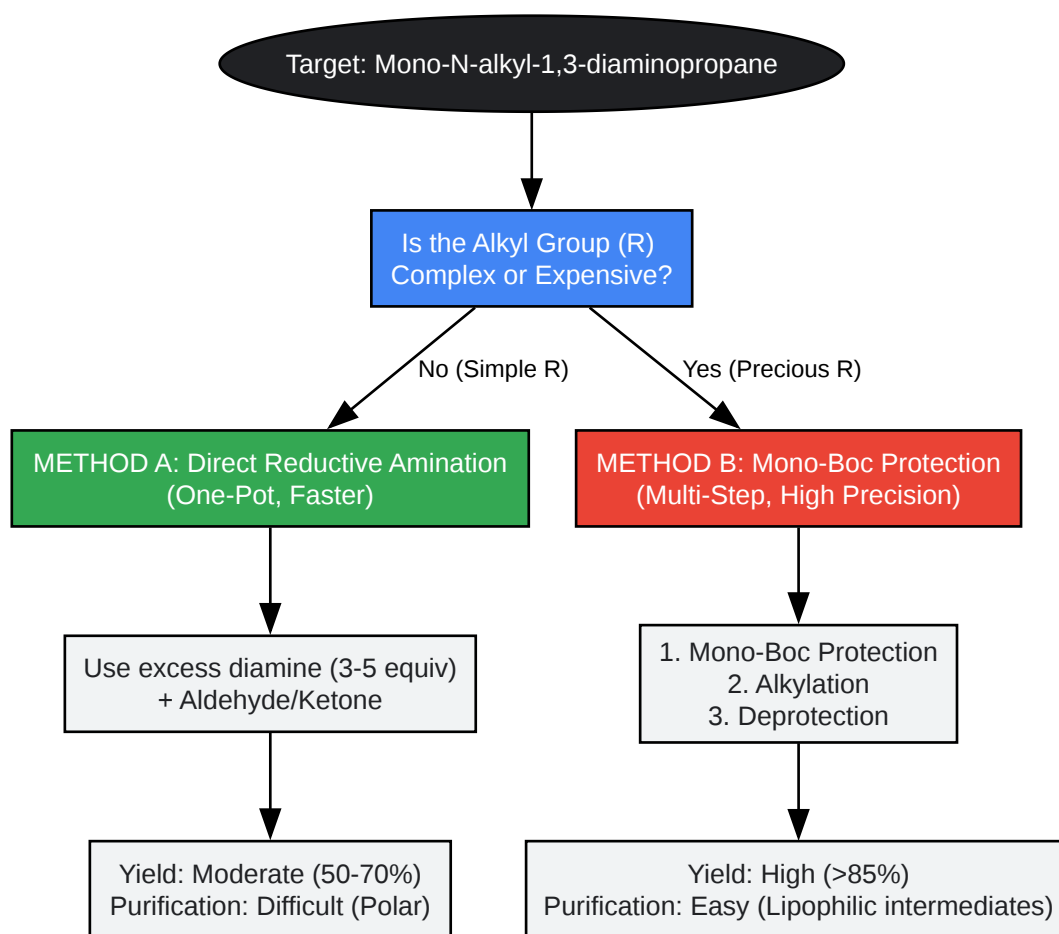 Target: Mono-N-alkyl-1,3-diaminopropane
Is the Alkyl Group (R)
Complex or Expensive?
No (Simple R)
Yes (Precious R)
METHOD A: Direct Reductive Amination
(One-Pot, Faster)
METHOD B: Mono-Boc Protection
(Multi-Step, High Precision)
Use excess diamine (3-5 equiv)
+ Aldehyde/Ketone
1. Mono-Boc Protection
2. Alkylation
3. Deprotection
Yield: Moderate (50-70%)
Purification: Difficult (Polar)
Yield: High (>85%)
Purification: Easy (Lipophilic intermediates)